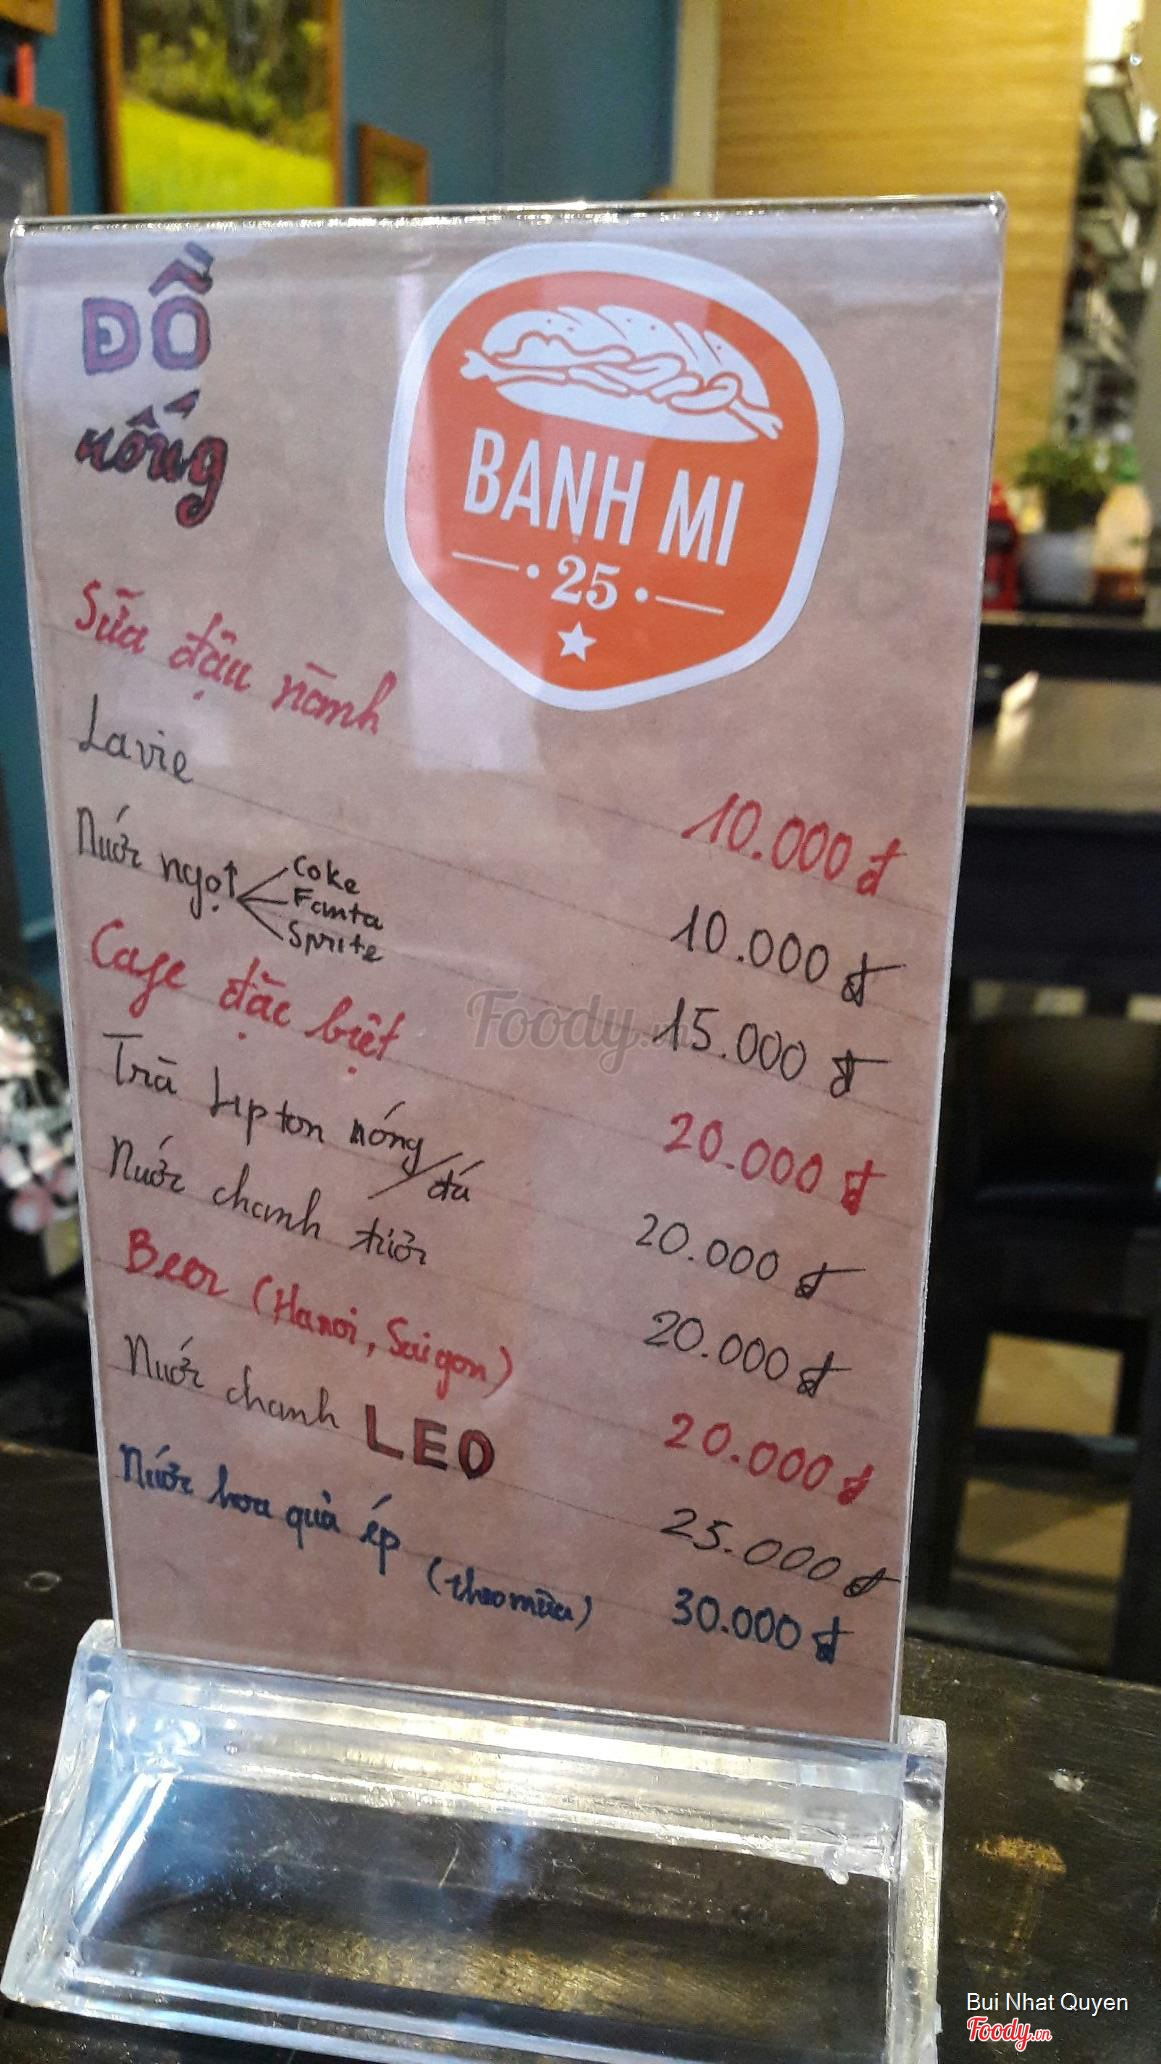 ĐỒ
uống
BANH MI
25
Sữa đậu nành 10.000 đ
Lavie 10.000 đ
Nước ngọt Coke Fanta Sprite 15.000 đ
Cafe đặc biệt 20.000 đ
Trà Lipton nóng/đá 20.000 đ
Nước chanh tươi 20.000 đ
Beer (Hanoi, Saigon) 20.000 đ
Nước chanh LEO 25.000 đ
Nước hoa quả ép (theo mùa) 30.000 đ
Foody.vn
Bui Nhat Quyen
Foody.vn